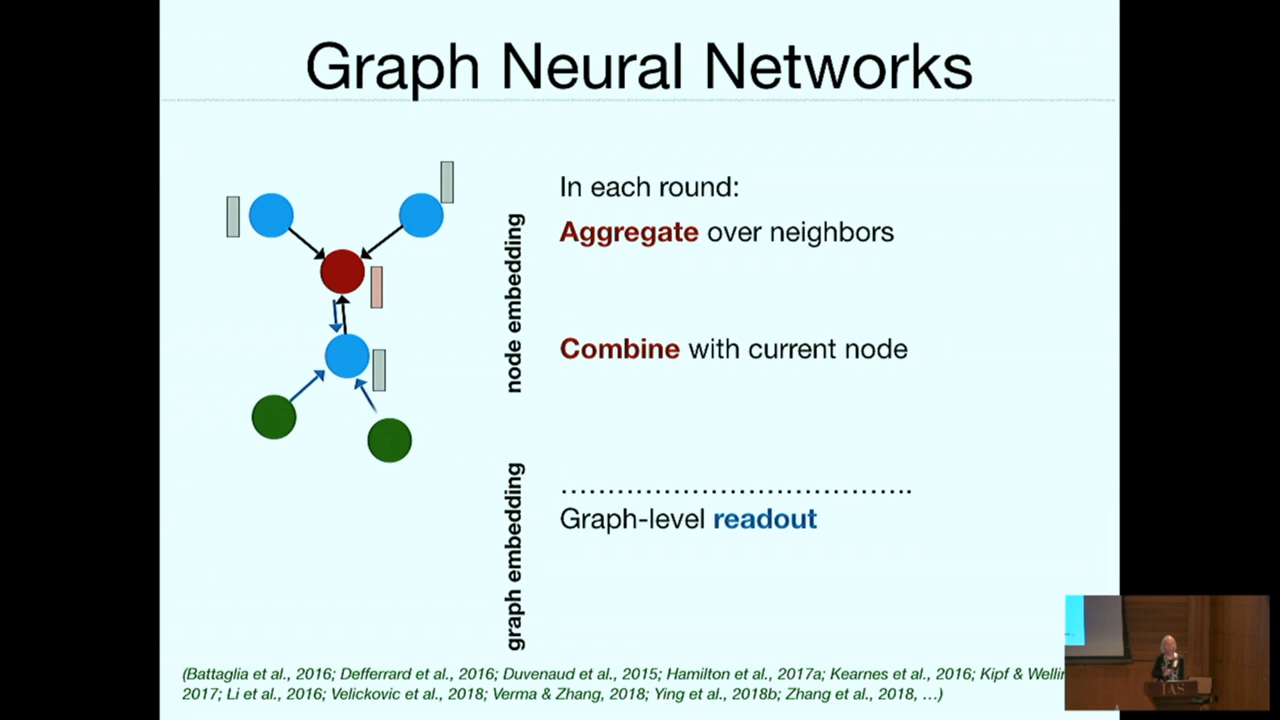 Graph Neural Networks
In each round:
Aggregate over neighbors
node embedding
Combine with current node
………………………………..
Graph-level readout
graph embedding
(Battaglia et al., 2016; Defferrard et al., 2016; Duvenaud et al., 2015; Hamilton et al., 2017a; Kearnes et al., 2016; Kipf &
2017; Li et al., 2016; Velickovic et al., 2018; Verma & Zhang, 2018; Ying et al., 2018b; Zhang et al., 2018, …)
IAS